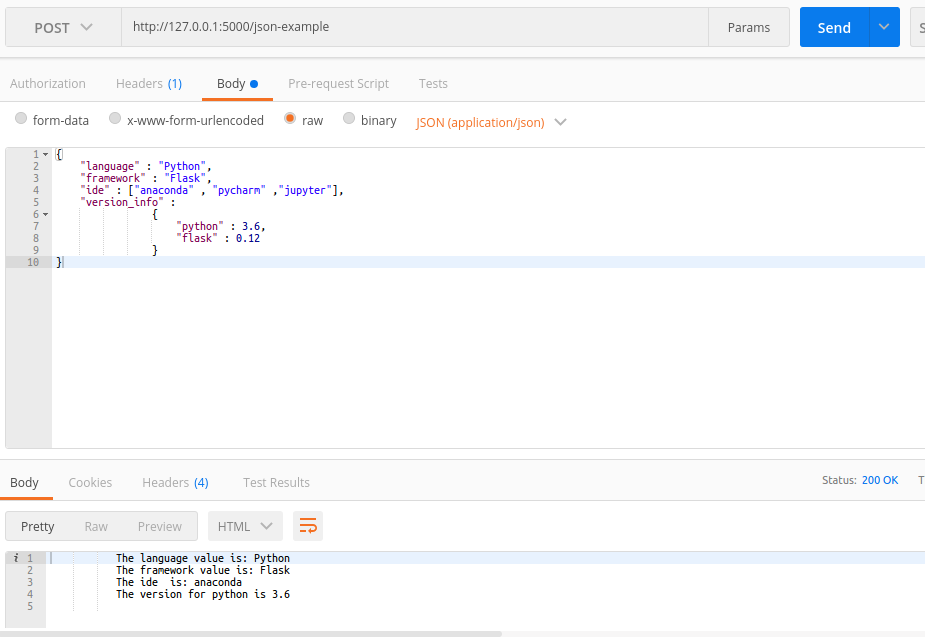 POST http://127.0.0.1:5000/json-example Params Send S
Authorization Headers (1) Body Pre-request Script Tests
form-data x-www-form-urlencoded raw binary JSON (application/json)
1 {
2 "language" : "Python",
3 "framework" : "Flask",
4 "ide" : ["anaconda" , "pycharm" ,"jupyter"],
5 "version_info" :
6 {
7 "python" : 3.6,
8 "flask" : 0.12
9 }
10 }
Body Cookies Headers (4) Test Results Status: 200 OK T
Pretty Raw Preview HTML
i 1 The language value is: Python
2 The framework value is: Flask
3 The ide  is: anaconda
4 The version for python is 3.6
5